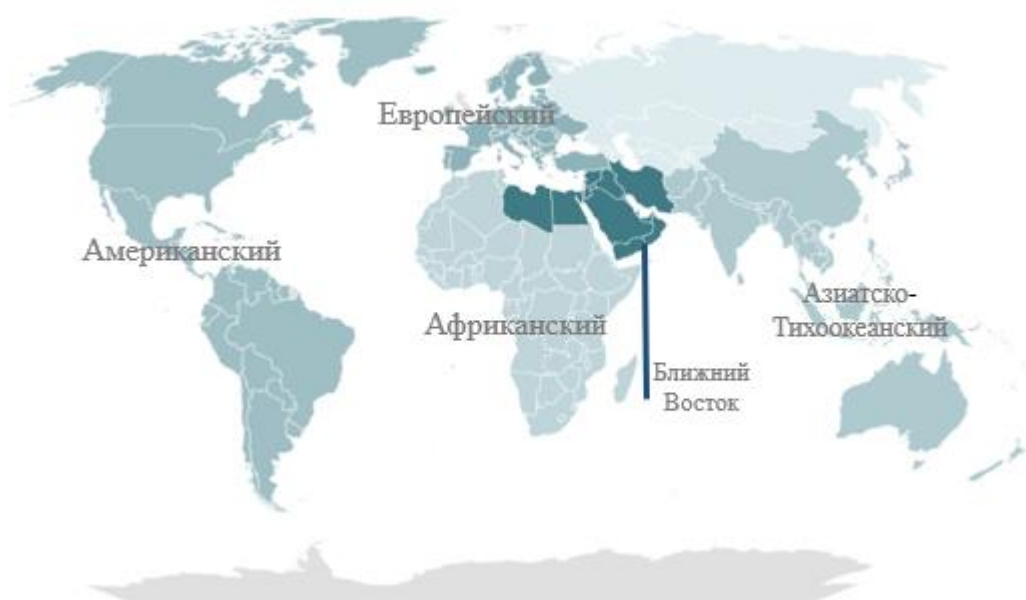 Европейский
Американский
Азиатско-
Тихоокеанский
Африканский
Ближний
Восток